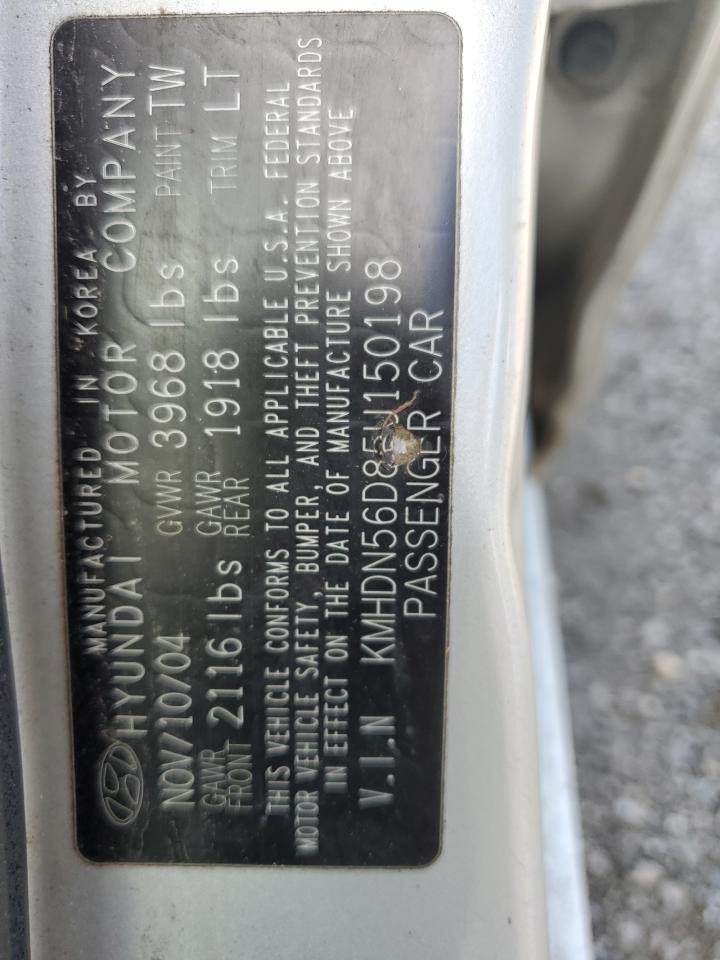 MANUFACTURED IN KOREA BY
HYUNDAI MOTOR COMPANY
NOV/10/04 GVWR 3968 lbs PAINT TW
GAWR FRONT 2116 lbs GAWR REAR 1918 lbs TRIM LT
THIS VEHICLE CONFORMS TO ALL APPLICABLE U.S.A. FEDERAL
MOTOR VEHICLE SAFETY, BUMPER, AND THEFT PREVENTION STANDARDS
IN EFFECT ON THE DATE OF MANUFACTURE SHOWN ABOVE
V.I.N KMHDN56D85U150198
PASSENGER CAR